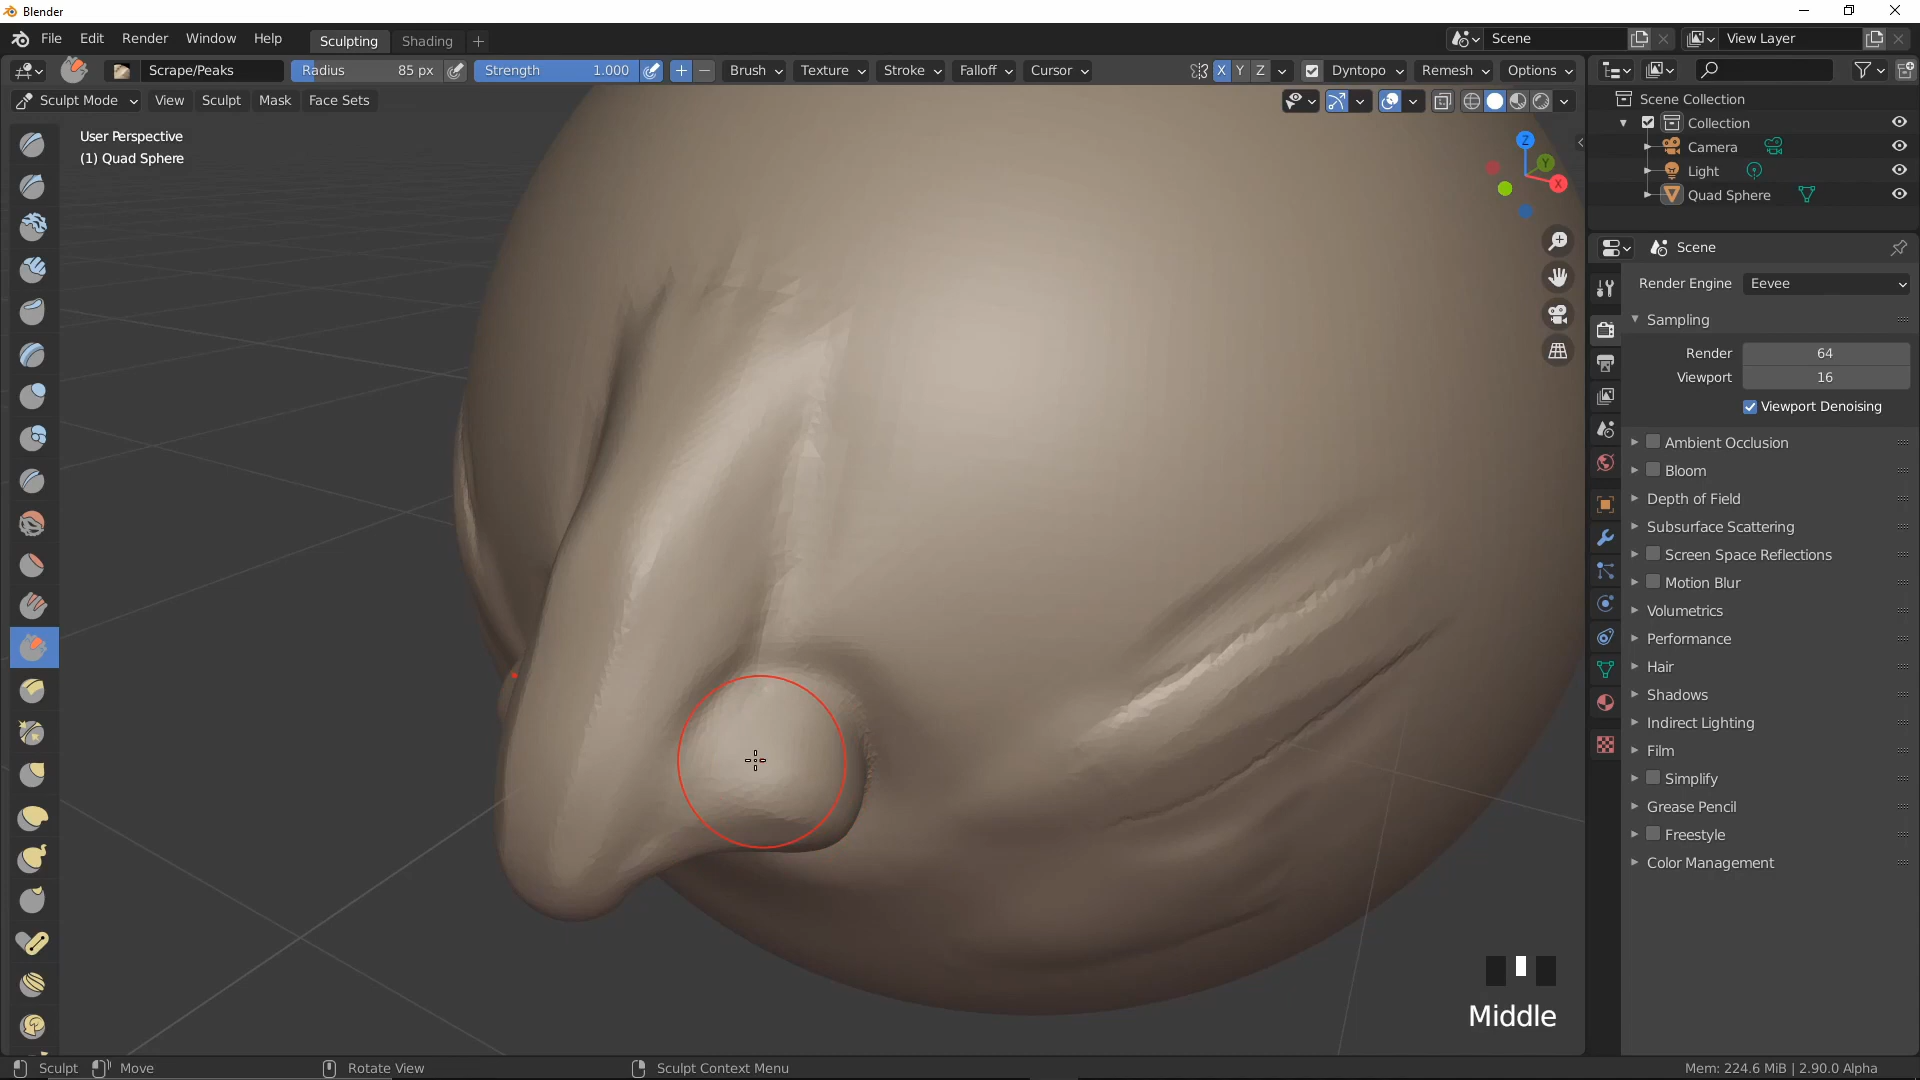 Blender
File Edit Render Window Help Sculpting Shading + Scene View Layer
Scrape/Peaks Radius 85 px Strength 1.000 Brush Texture Stroke Falloff Cursor X Y Z Dyntopo Remesh Options
Sculpt Mode View Sculpt Mask Face Sets
User Perspective
(1) Quad Sphere
Z
Y
X
Scene Collection
Collection
Camera
Light
Quad Sphere
Scene
Render Engine Eevee
Sampling
Render 64
Viewport 16
Viewport Denoising
Ambient Occlusion
Bloom
Depth of Field
Subsurface Scattering
Screen Space Reflections
Motion Blur
Volumetrics
Performance
Hair
Shadows
Indirect Lighting
Film
Simplify
Grease Pencil
Freestyle
Color Management
Middle
Sculpt Move Rotate View Sculpt Context Menu Mem: 224.6 MiB | 2.90.0 Alpha